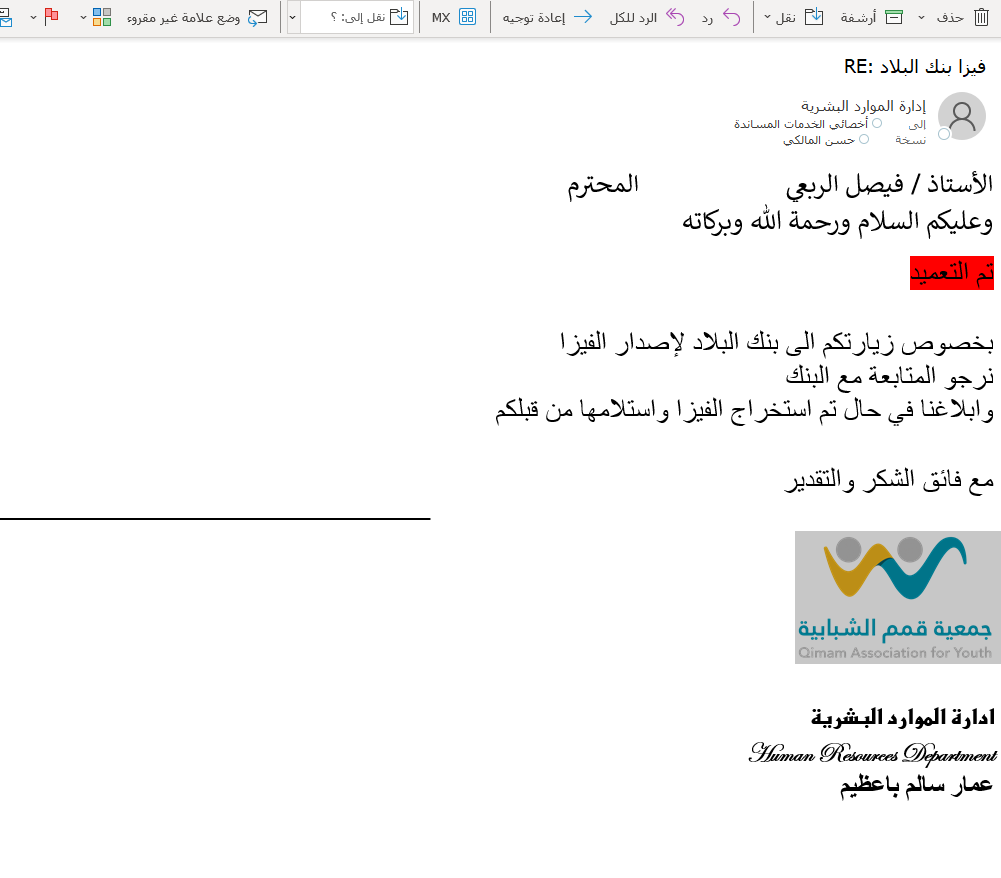 حذف أرشفة نقل إعادة توجيه الرد للكل رد MX نقل إلى: ؟ وضع علامة غير مقروء
فيزا بنك البلاد :RE
إدارة الموارد البشرية
إلى أخصائي الخدمات المساندة
نسخة حسن المالكي
الأستاذ / فيصل الربعي المحترم
وعليكم السلام ورحمة الله وبركاته
تم التعميد
بخصوص زيارتكم الى بنك البلاد لإصدار الفيزا
نرجو المتابعة مع البنك
وابلاغنا في حال تم استخراج الفيزا واستلامها من قبلكم
مع فائق الشكر والتقدير
جمعية قمم الشبابية
Qimam Association for Youth
ادارة الموارد البشرية
Human Resources Department
عمار سالم باعظيم